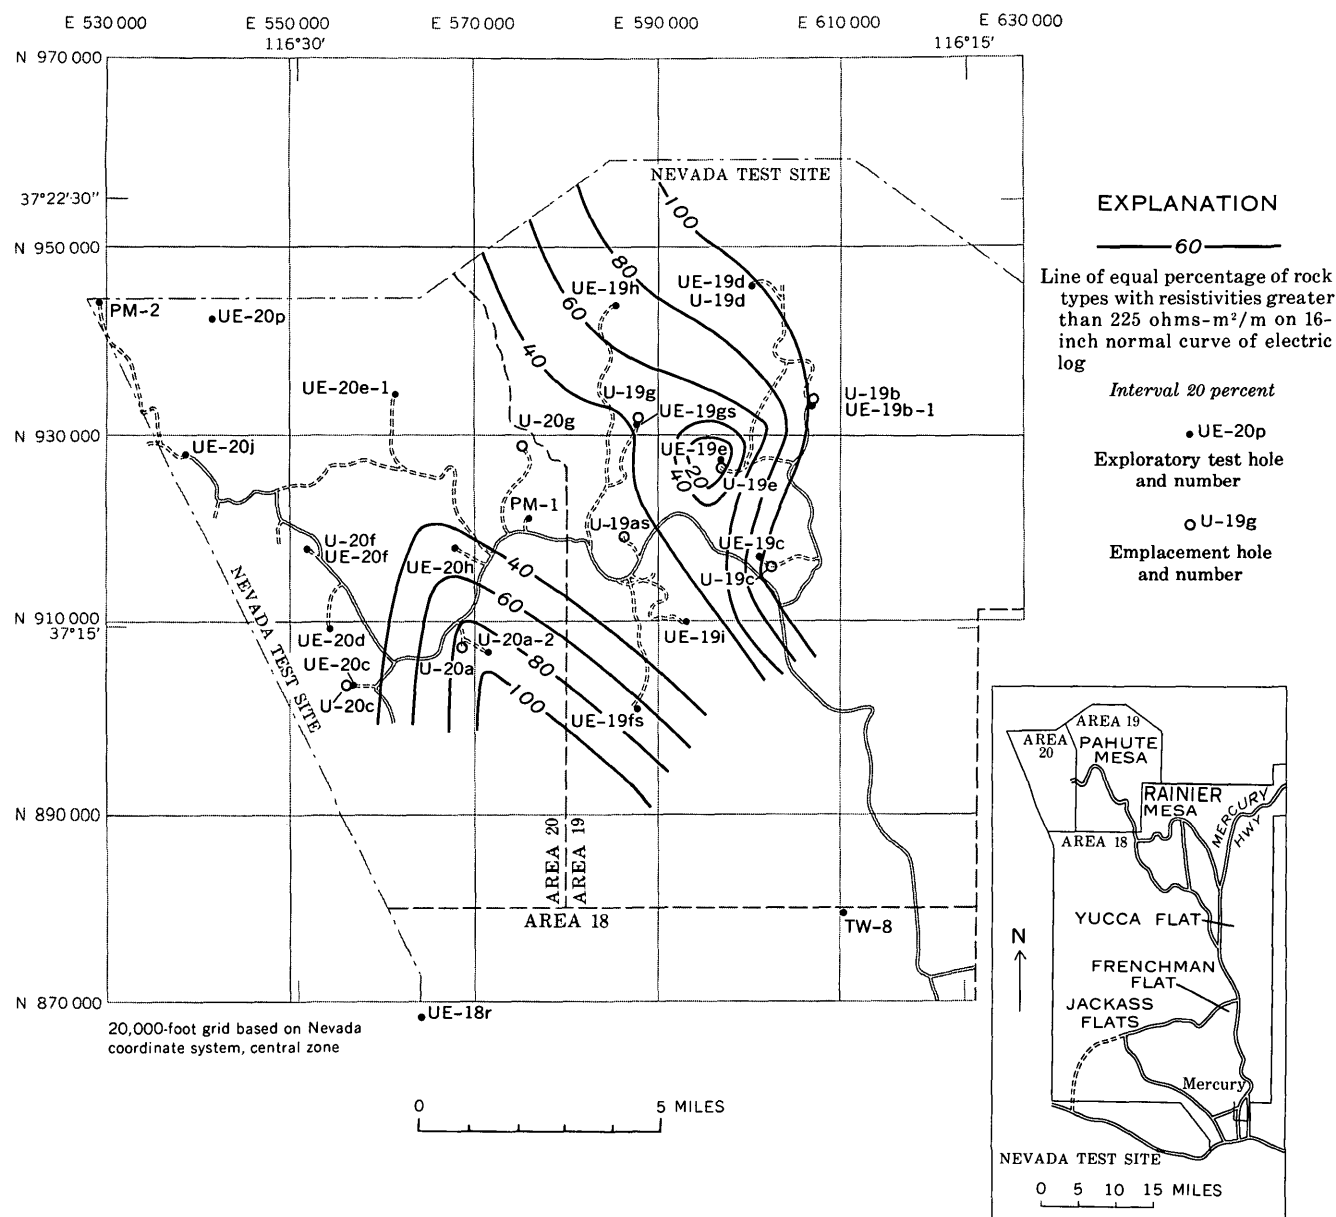 E 530 000
E 550 000
E 570 000
E 590 000
E 610 000
E 630 000
116°30'
116°15'
N 970 000
NEVADA TEST SITE
37°22'30"
100
N 950 000
80
UE-19d
U-19d
UE-19h
60
PM-2
UE-20p
40
UE-20e-1
U-19g
UE-19gs
U-19b
UE-19b-1
U-20g
N 930 000
UE-20j
UE-19e
20
40
U-19e
PM-1
U-19as
U-20f
UE-20f
UE-20h
40
UE-19c
U-19c
NEVADA TEST SITE
60
N 910 000
37°15'
UE-20d
U-20a-2
UE-19i
UE-20c
U-20a
80
U-20c
100
UE-19fs
N 890 000
AREA 20
AREA 19
AREA 18
TW-8
N 870 000
UE-18r
20,000-foot grid based on Nevada
coordinate system, central zone
0 5 MILES
EXPLANATION
60
Line of equal percentage of rock
types with resistivities greater
than 225 ohms-m²/m on 16-
inch normal curve of electric
log
Interval 20 percent
UE-20p
Exploratory test hole
and number
U-19g
Emplacement hole
and number
AREA 19
AREA
20
PAHUTE
MESA
RAINIER
MESA
MERCURY
HWY
AREA 18
YUCCA FLAT
N
FRENCHMAN
FLAT
JACKASS
FLATS
Mercury
NEVADA TEST SITE
0 5 10 15 MILES